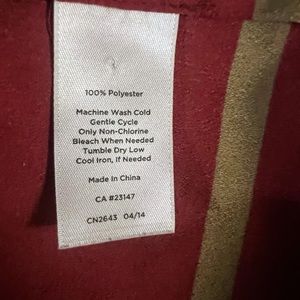 100% Polyester
Machine Wash Cold
Gentle Cycle
Only Non-Chlorine
Bleach When Needed
Tumble Dry Low
Cool Iron, If Needed
Made In China
CA #23147
CN2643 04/14